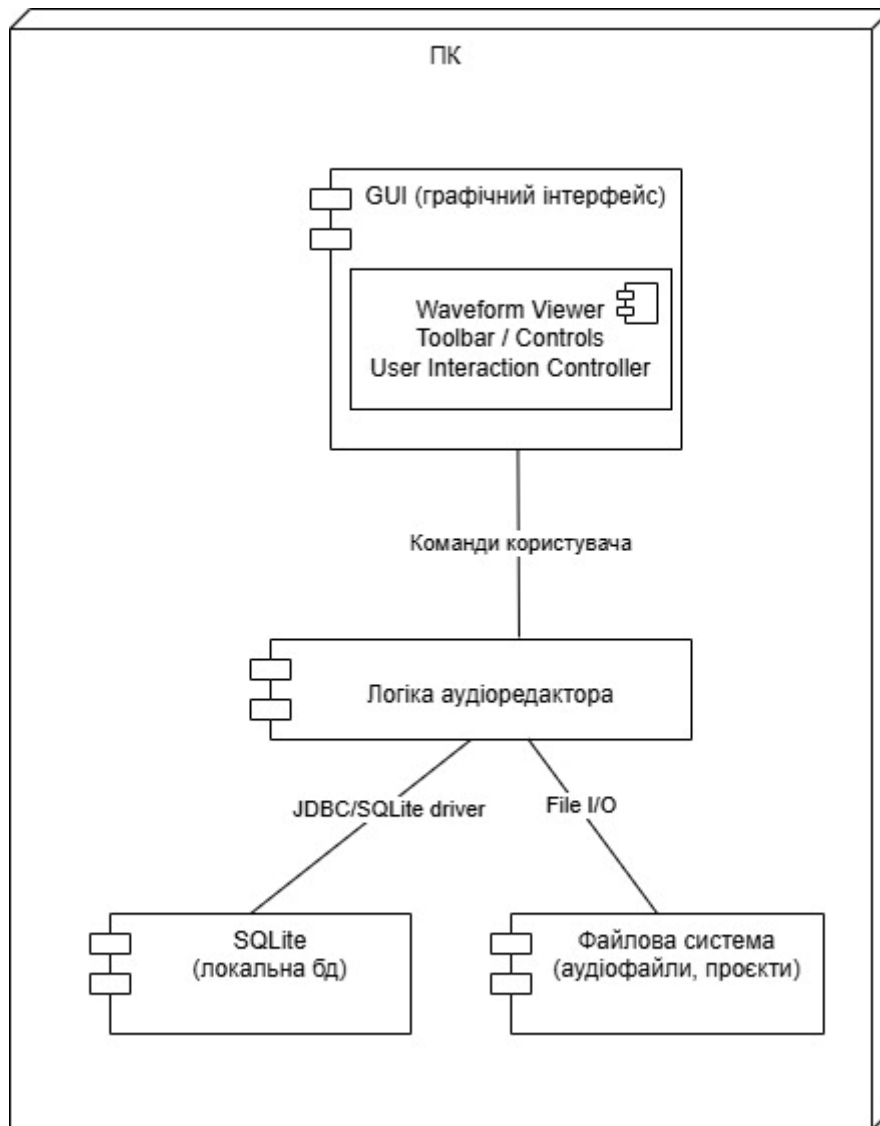 ПК
GUI (графічний інтерфейс)
Waveform Viewer
Toolbar / Controls
User Interaction Controller
Команди користувача
Логіка аудіоредактора
JDBC/SQLite driver
File I/O
SQLite
(локальна бд)
Файлова система
(аудіофайли, проєкти)